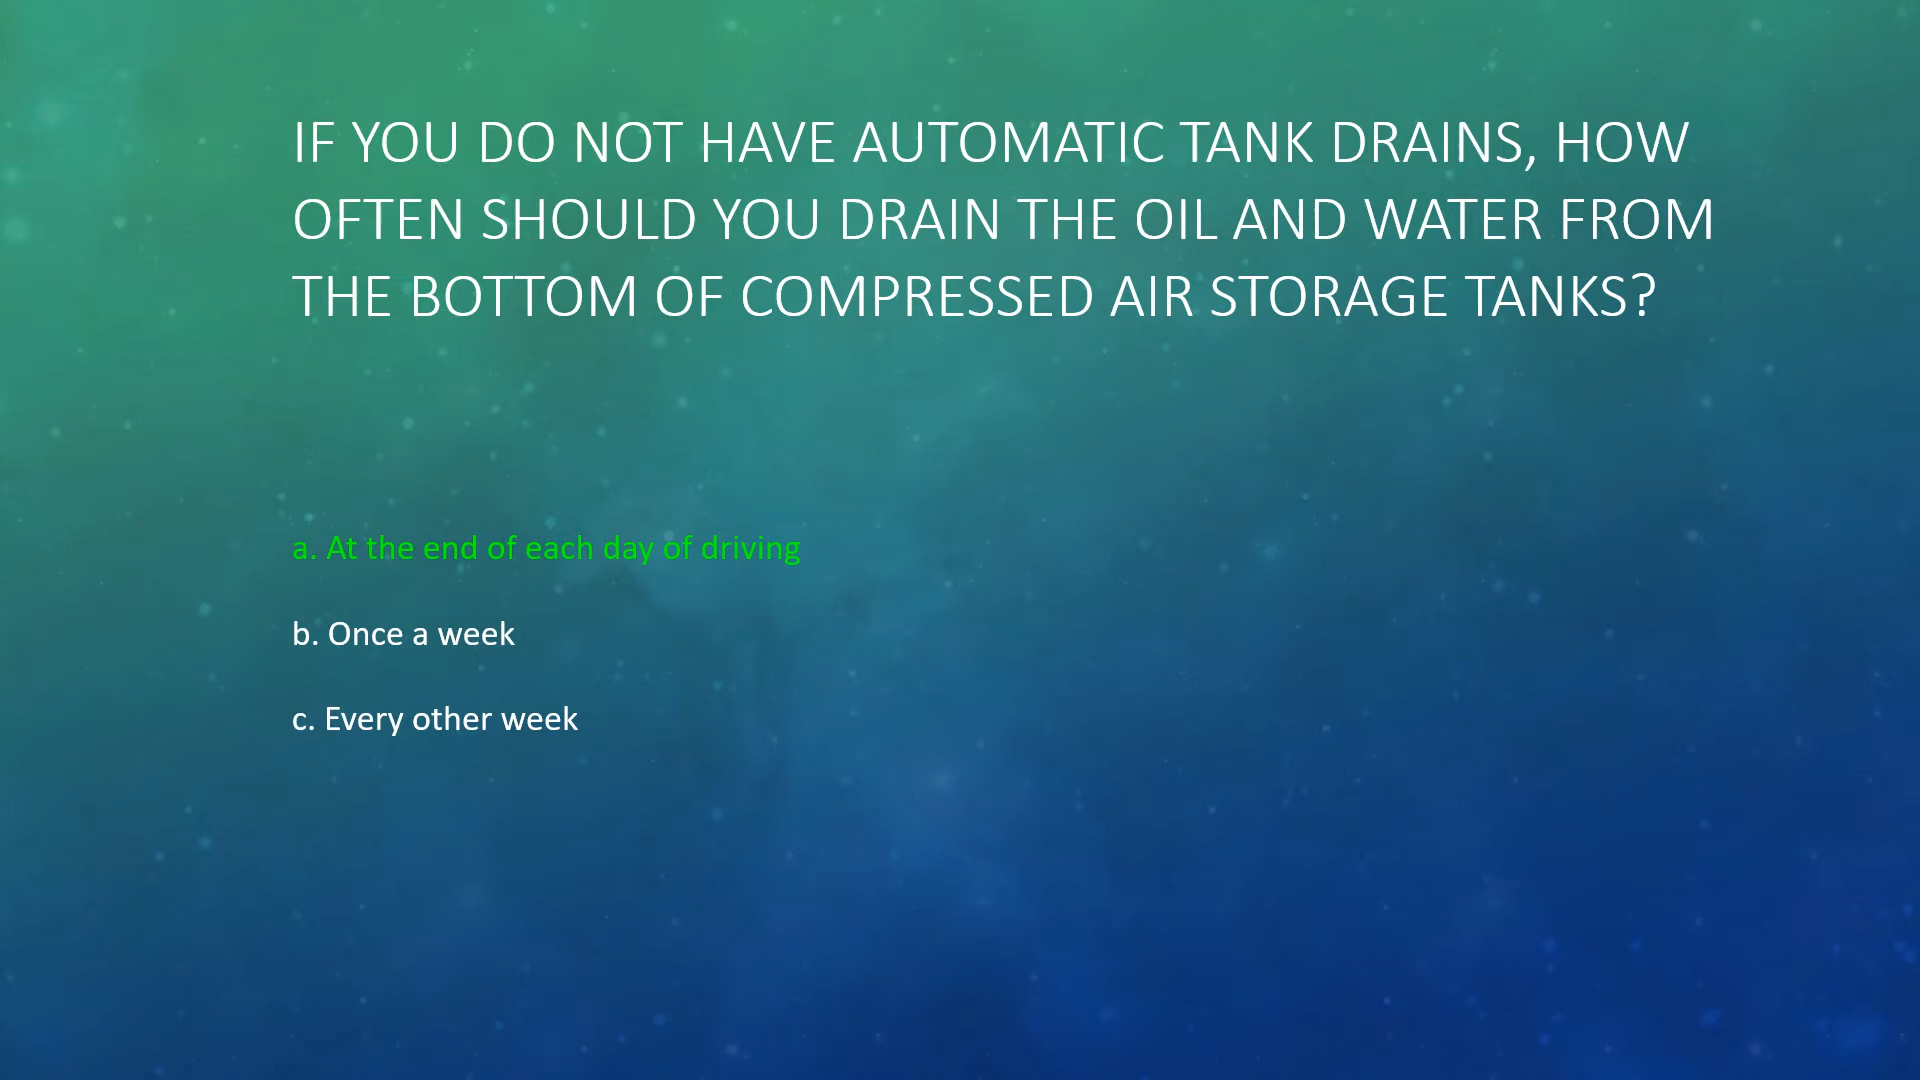 IF YOU DO NOT HAVE AUTOMATIC TANK DRAINS, HOW
OFTEN SHOULD YOU DRAIN THE OIL AND WATER FROM
THE BOTTOM OF COMPRESSED AIR STORAGE TANKS?
a. At the end of each day of driving
b. Once a week
c. Every other week